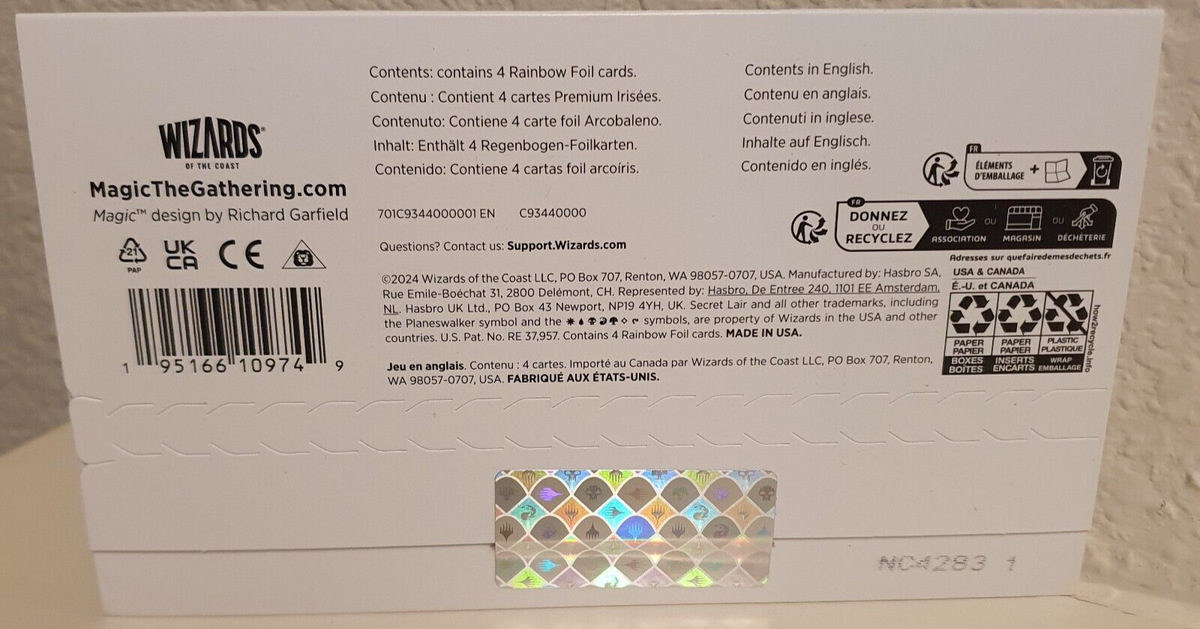 WIZARDS
OF THE COAST
MagicTheGathering.com
Magic™ design by Richard Garfield
21
PAP
UK
CA
CE
1 95166 10974 9
Contents: contains 4 Rainbow Foil cards.
Contenu : Contient 4 cartes Premium Irisées.
Contenuto: Contiene 4 carte foil Arcobaleno.
Inhalt: Enthält 4 Regenbogen-Foilkarten.
Contenido: Contiene 4 cartas foil arcoíris.
Contents in English.
Contenu en anglais.
Contenuti in inglese.
Inhalte auf Englisch.
Contenido en inglés.
701C9344000001 EN C93440000
Questions? Contact us: Support.Wizards.com
©2024 Wizards of the Coast LLC, PO Box 707, Renton, WA 98057-0707, USA. Manufactured by: Hasbro SA,
Rue Emile-Boéchat 31, 2800 Delémont, CH. Represented by: Hasbro, De Entree 240, 1101 EE Amsterdam,
NL. Hasbro UK Ltd., PO Box 43 Newport, NP19 4YH, UK. Secret Lair and all other trademarks, including
the Planeswalker symbol and the symbols, are property of Wizards in the USA and other
countries. U.S. Pat. No. RE 37,957. Contains 4 Rainbow Foil cards. MADE IN USA.
Jeu en anglais. Contenu : 4 cartes. Importé au Canada par Wizards of the Coast LLC, PO Box 707, Renton,
WA 98057-0707, USA. FABRIQUÉ AUX ÉTATS-UNIS.
FR
ÉLÉMENTS
D'EMBALLAGE +
FR
DONNEZ
OU
RECYCLEZ
ASSOCIATION OU MAGASIN OU DÉCHÈTERIE
Adresses sur quefairedemesdechets.fr
USA & CANADA
É.-U. et CANADA
PAPER
PAPIER
BOXES
BOÎTES
PAPER
PAPIER
INSERTS
ENCARTS
PLASTIC
PLASTIQUE
WRAP
EMBALLAGE
how2recycle.info
NC4283 1